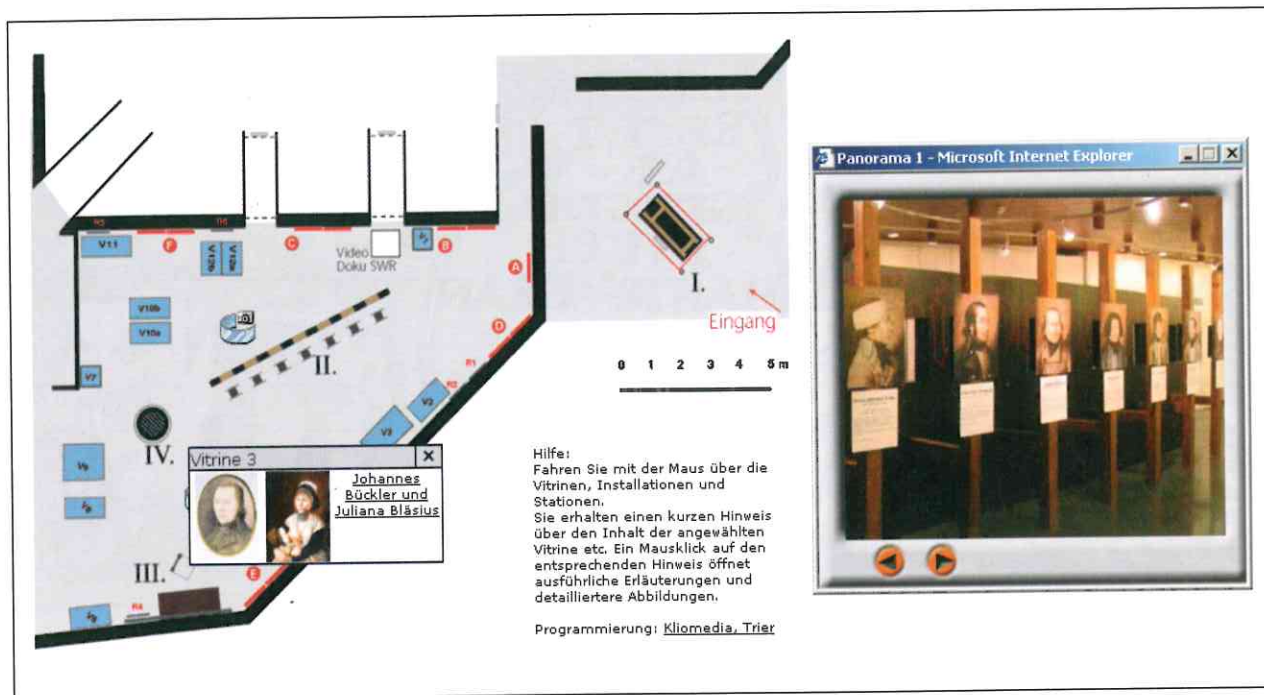 V11
F
V12b
V12a
C
Video
Doku SWR
B
A
I.
Eingang
V10b
V10a
II.
D
R1
R2
0 1 2 3 4 5 m
V7
V2
V3
IV.
Vitrine 3
Johannes
Bückler und
Juliana Bläsius
III.
E
R4
Hilfe:
Fahren Sie mit der Maus über die
Vitrinen, Installationen und
Stationen.
Sie erhalten einen kurzen Hinweis
über den Inhalt der angewählten
Vitrine etc. Ein Mausklick auf den
entsprechenden Hinweis öffnet
ausführliche Erläuterungen und
detailliertere Abbildungen.
Programmierung: Kliomedia, Trier
Panorama 1 - Microsoft Internet Explorer